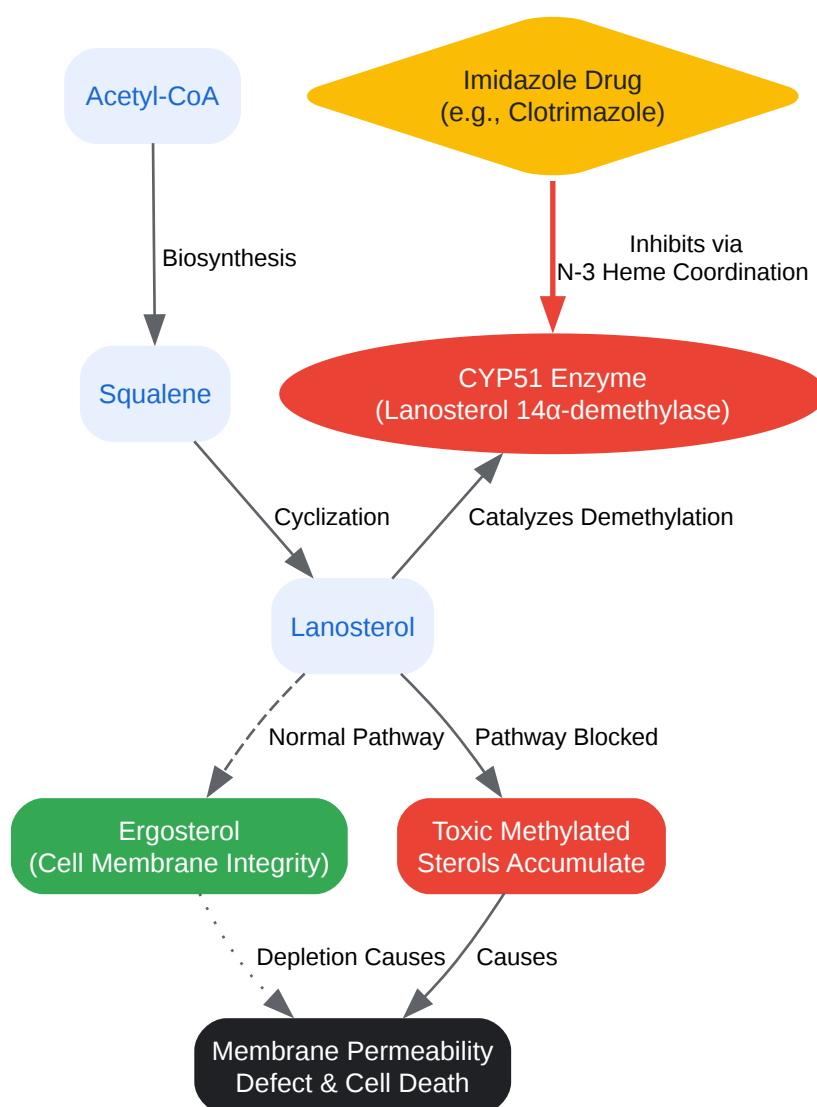 Acetyl-CoA
Imidazole Drug
(e.g., Clotrimazole)
Biosynthesis
Inhibits via
N-3 Heme Coordination
Squalene
CYP51 Enzyme
(Lanosterol 14α-demethylase)
Cyclization
Catalyzes Demethylation
Lanosterol
Normal Pathway
Pathway Blocked
Ergosterol
(Cell Membrane Integrity)
Toxic Methylated
Sterols Accumulate
Depletion Causes
Causes
Membrane Permeability
Defect & Cell Death